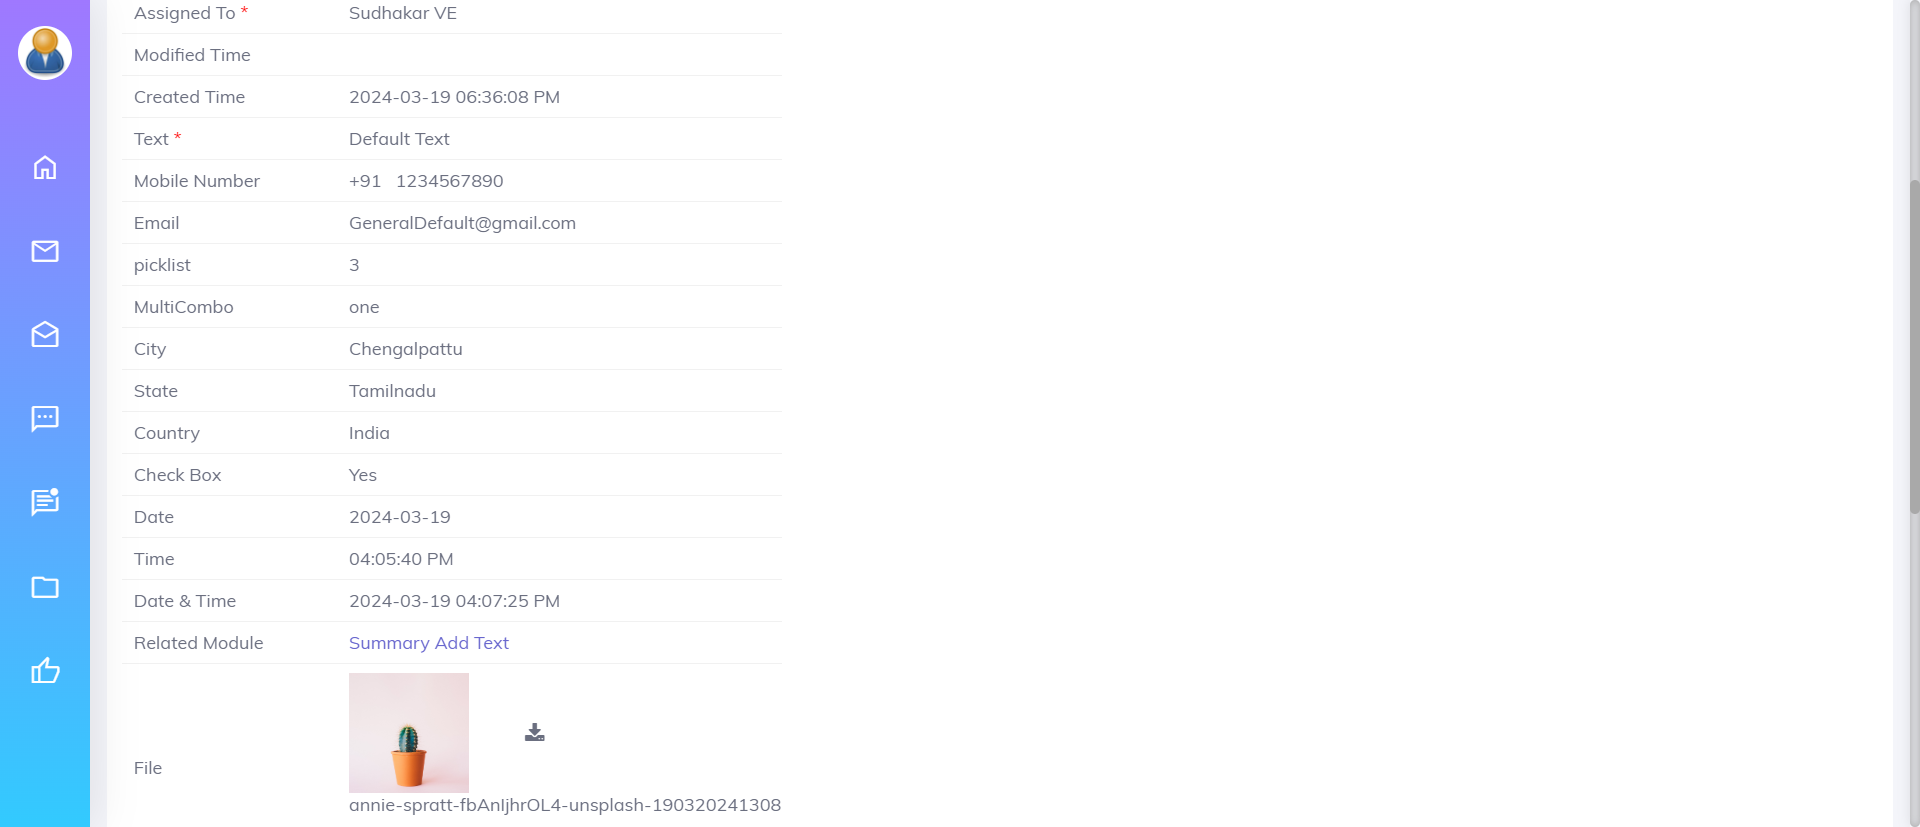 Assigned To * Sudhakar VE
Modified Time
Created Time 2024-03-19 06:36:08 PM
Text * Default Text
Mobile Number +91 1234567890
Email GeneralDefault@gmail.com
picklist 3
MultiCombo one
City Chengalpattu
State Tamilnadu
Country India
Check Box Yes
Date 2024-03-19
Time 04:05:40 PM
Date & Time 2024-03-19 04:07:25 PM
Related Module Summary Add Text
File
annie-spratt-fbAnIjhrOL4-unsplash-190320241308